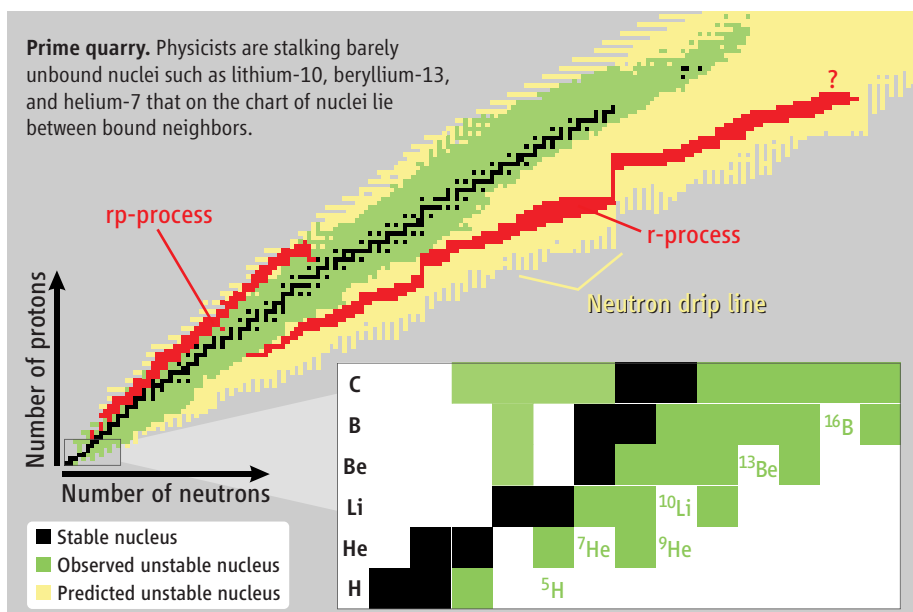 Prime quarry. Physicists are stalking barely
unbound nuclei such as lithium-10, beryllium-13,
and helium-7 that on the chart of nuclei lie
between bound neighbors.
?
rp-process
r-process
Neutron drip line
Number of protons
Number of neutrons
Stable nucleus
Observed unstable nucleus
Predicted unstable nucleus
C
B
¹⁶B
Be
¹³Be
Li
¹⁰Li
He
⁷He
⁹He
H
⁵H